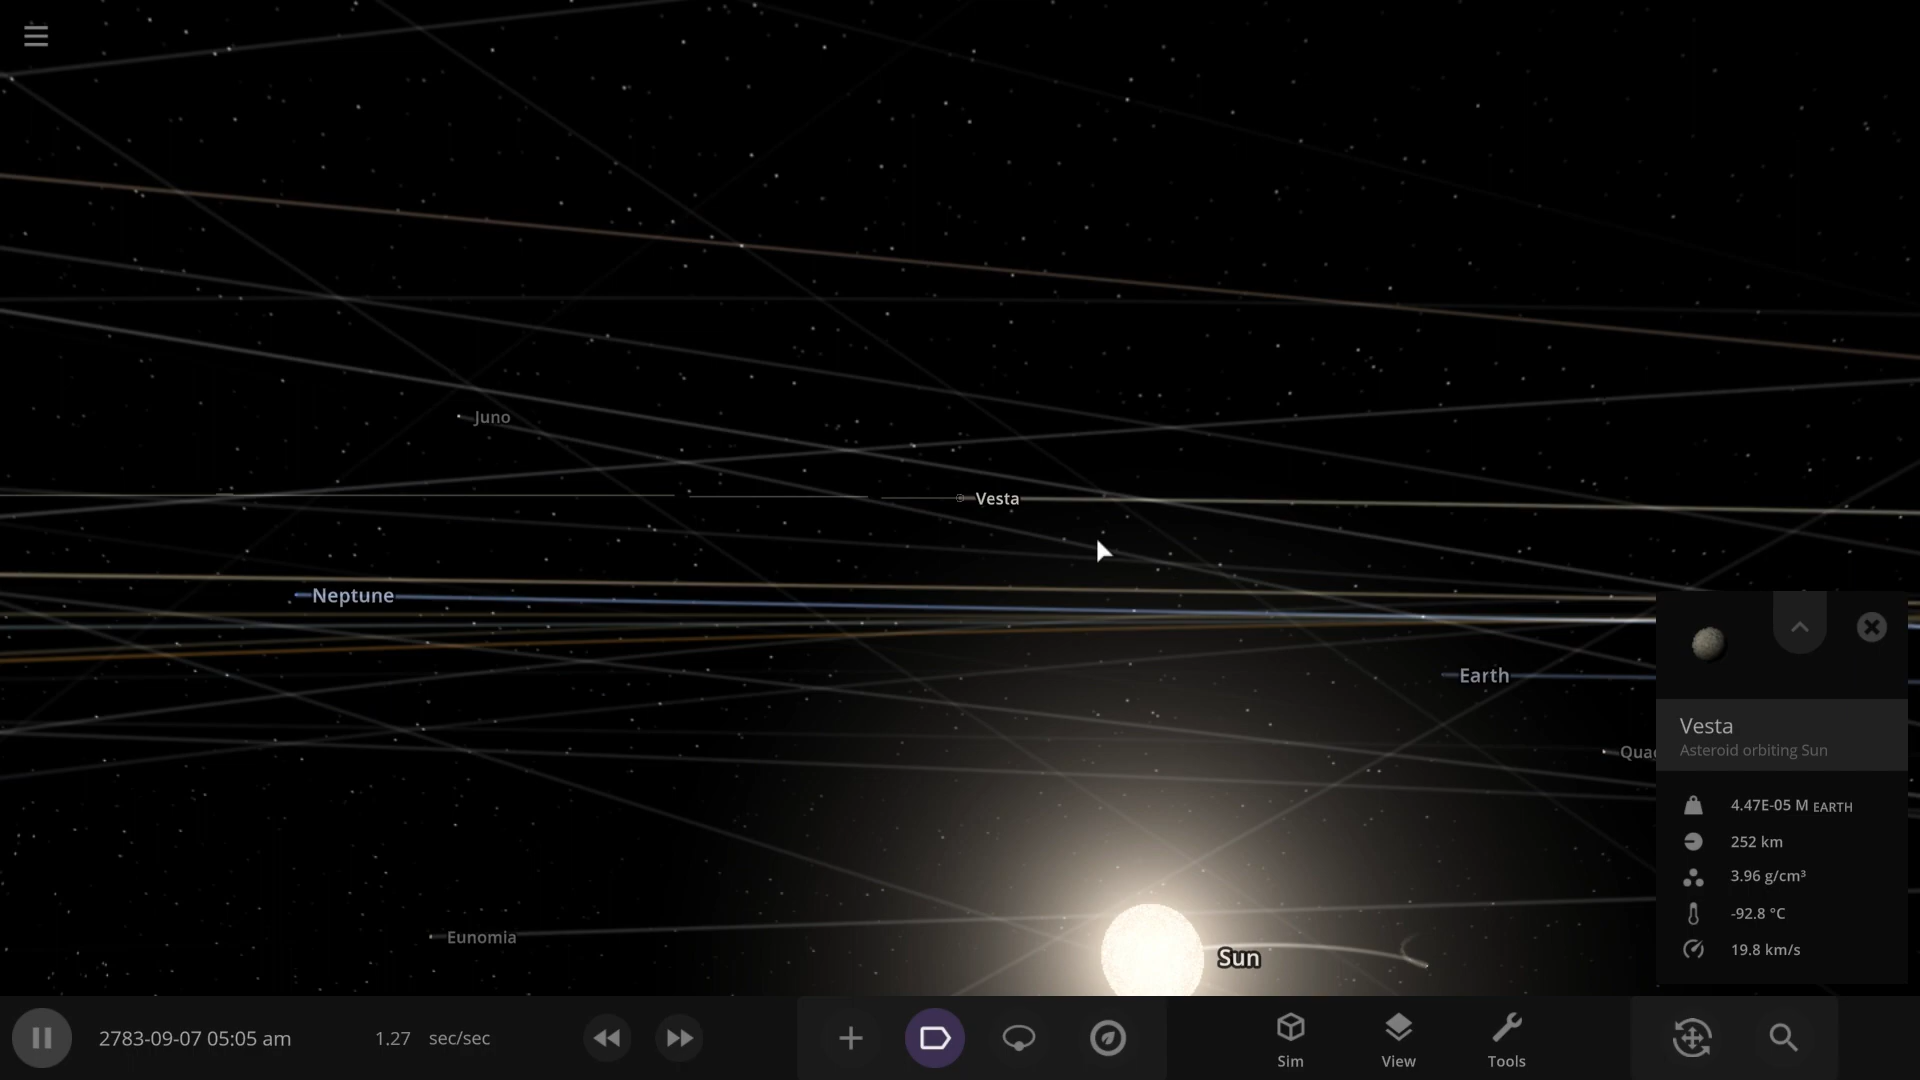 Juno
Vesta
Neptune
Earth
Vesta
Asteroid orbiting Sun
4.47E-05 M EARTH
252 km
3.96 g/cm³
-92.8 °C
19.8 km/s
Eunomia
Sun
2783-09-07 05:05 am
1.27 sec/sec
Sim
View
Tools